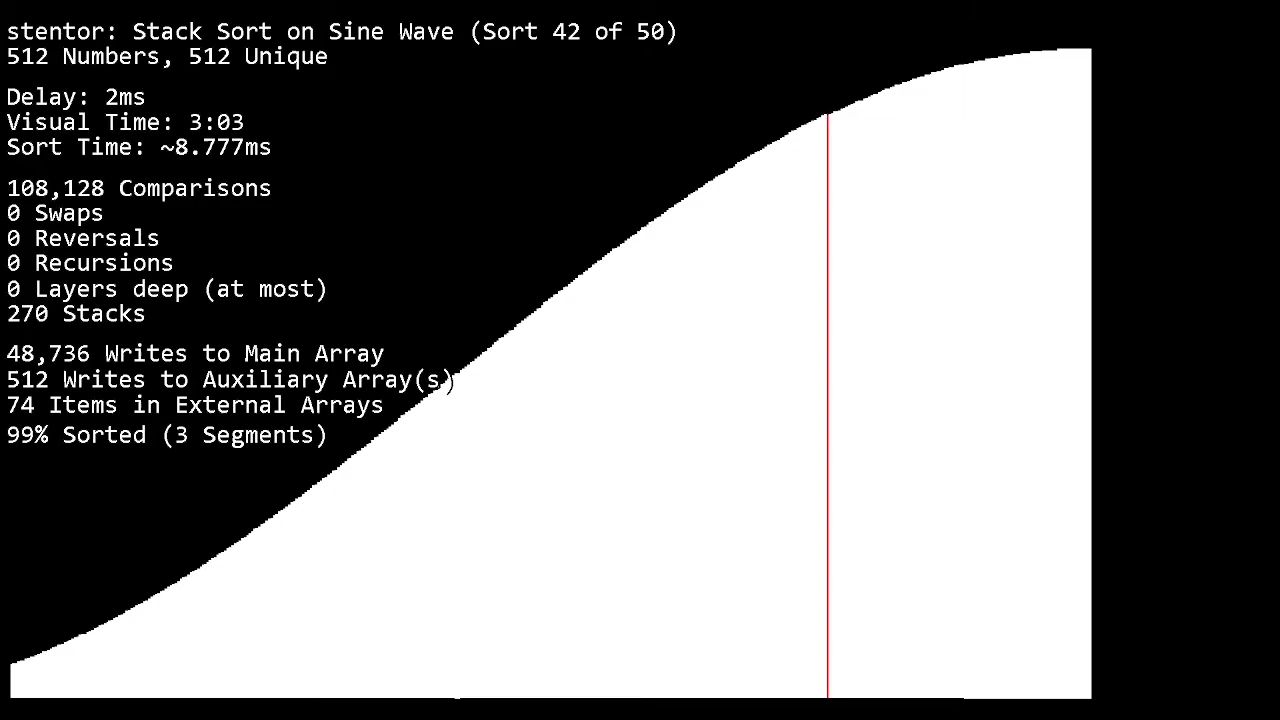 stentor: Stack Sort on Sine Wave (Sort 42 of 50)
512 Numbers, 512 Unique
Delay: 2ms
Visual Time: 3:03
Sort Time: ~8.777ms
108,128 Comparisons
0 Swaps
0 Reversals
0 Recursions
0 Layers deep (at most)
270 Stacks
48,736 Writes to Main Array
512 Writes to Auxiliary Array(s)
74 Items in External Arrays
99% Sorted (3 Segments)